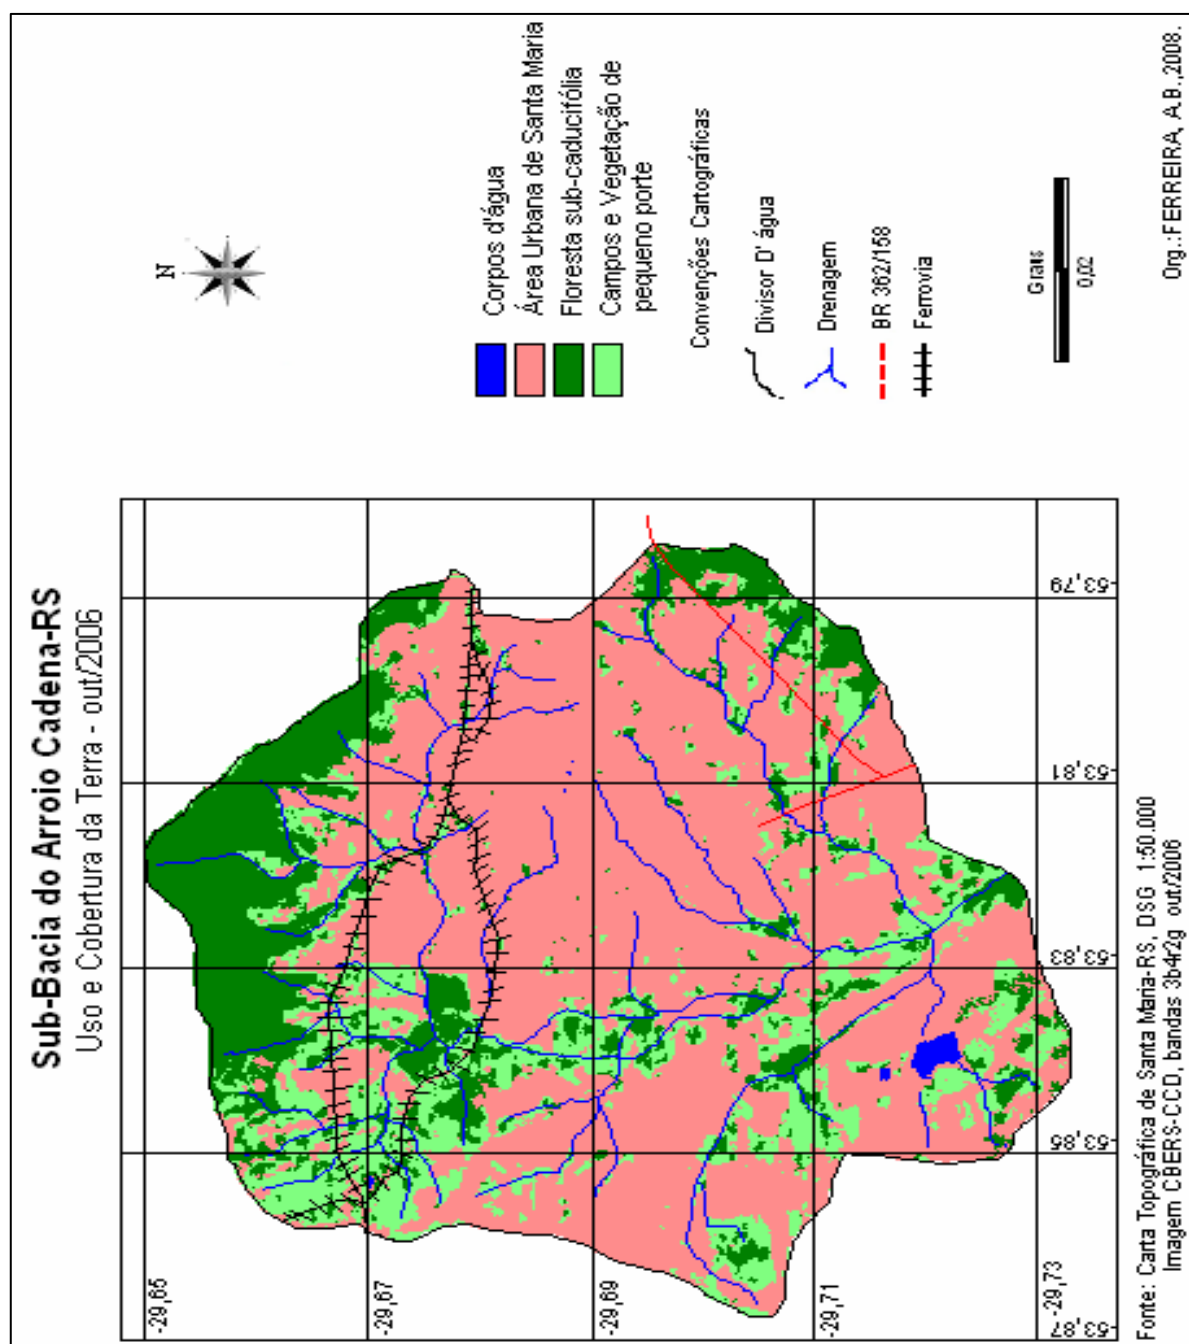 Sub-Bacia do Arroio Cadena-RS
Uso e Cobertura da Terra - out/2006
N
Corpos d'água
Área Urbana de Santa Maria
Floresta sub-caducifólia
Campos e Vegetação de
pequeno porte
Convenções Cartográficas
Divisor D' água
Drenagem
BR 362/158
Ferrovia
Graus
0,02
-29,65
-29,67
-29,69
-29,71
-29,73
-53,87
-53,85
-53,83
-53,81
-53,79
Fonte: Carta Topográfica de Santa Maria-RS, DSG 1:50.000
Imagem CBERS-CCD, bandas 3b4r2g out/2006
Org.:FERREIRA, A.B.,2008.